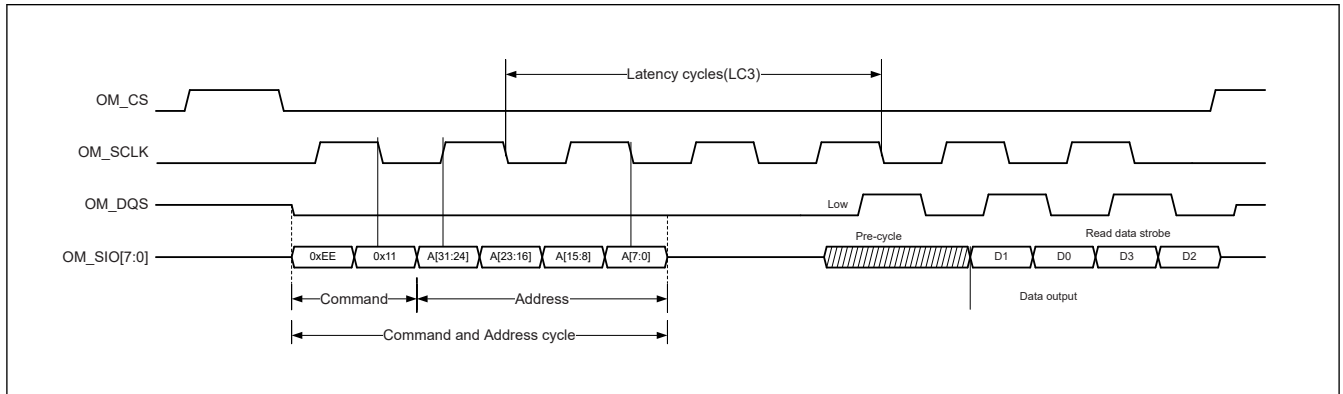 Latency cycles(LC3)
OM_CS
OM_SCLK
OM_DQS
Low
Pre-cycle
Read data strobe
OM_SIO[7:0]
0xEE 0x11 A[31:24] A[23:16] A[15:8] A[7:0] D1 D0 D3 D2
Command Address Data output
Command and Address cycle